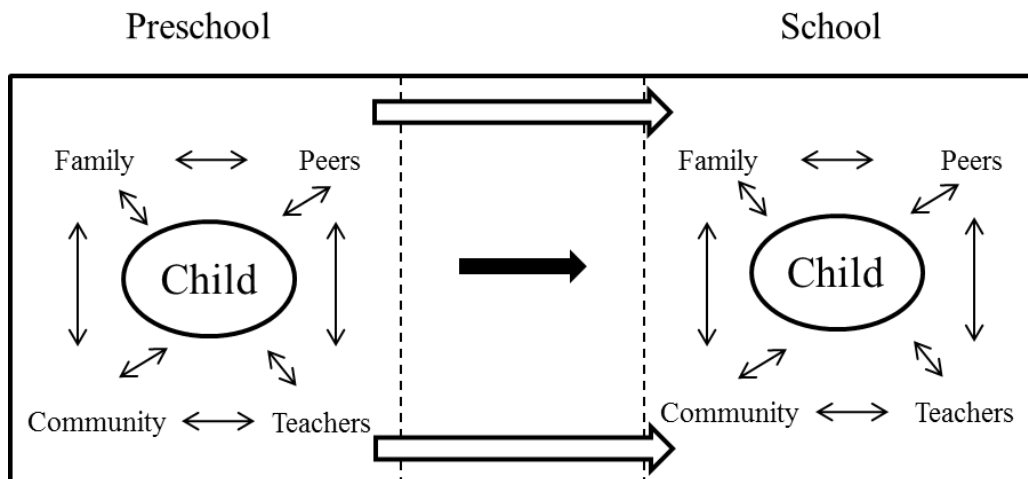 Preschool School
Family Peers Family Peers
Child Child
Community Teachers Community Teachers